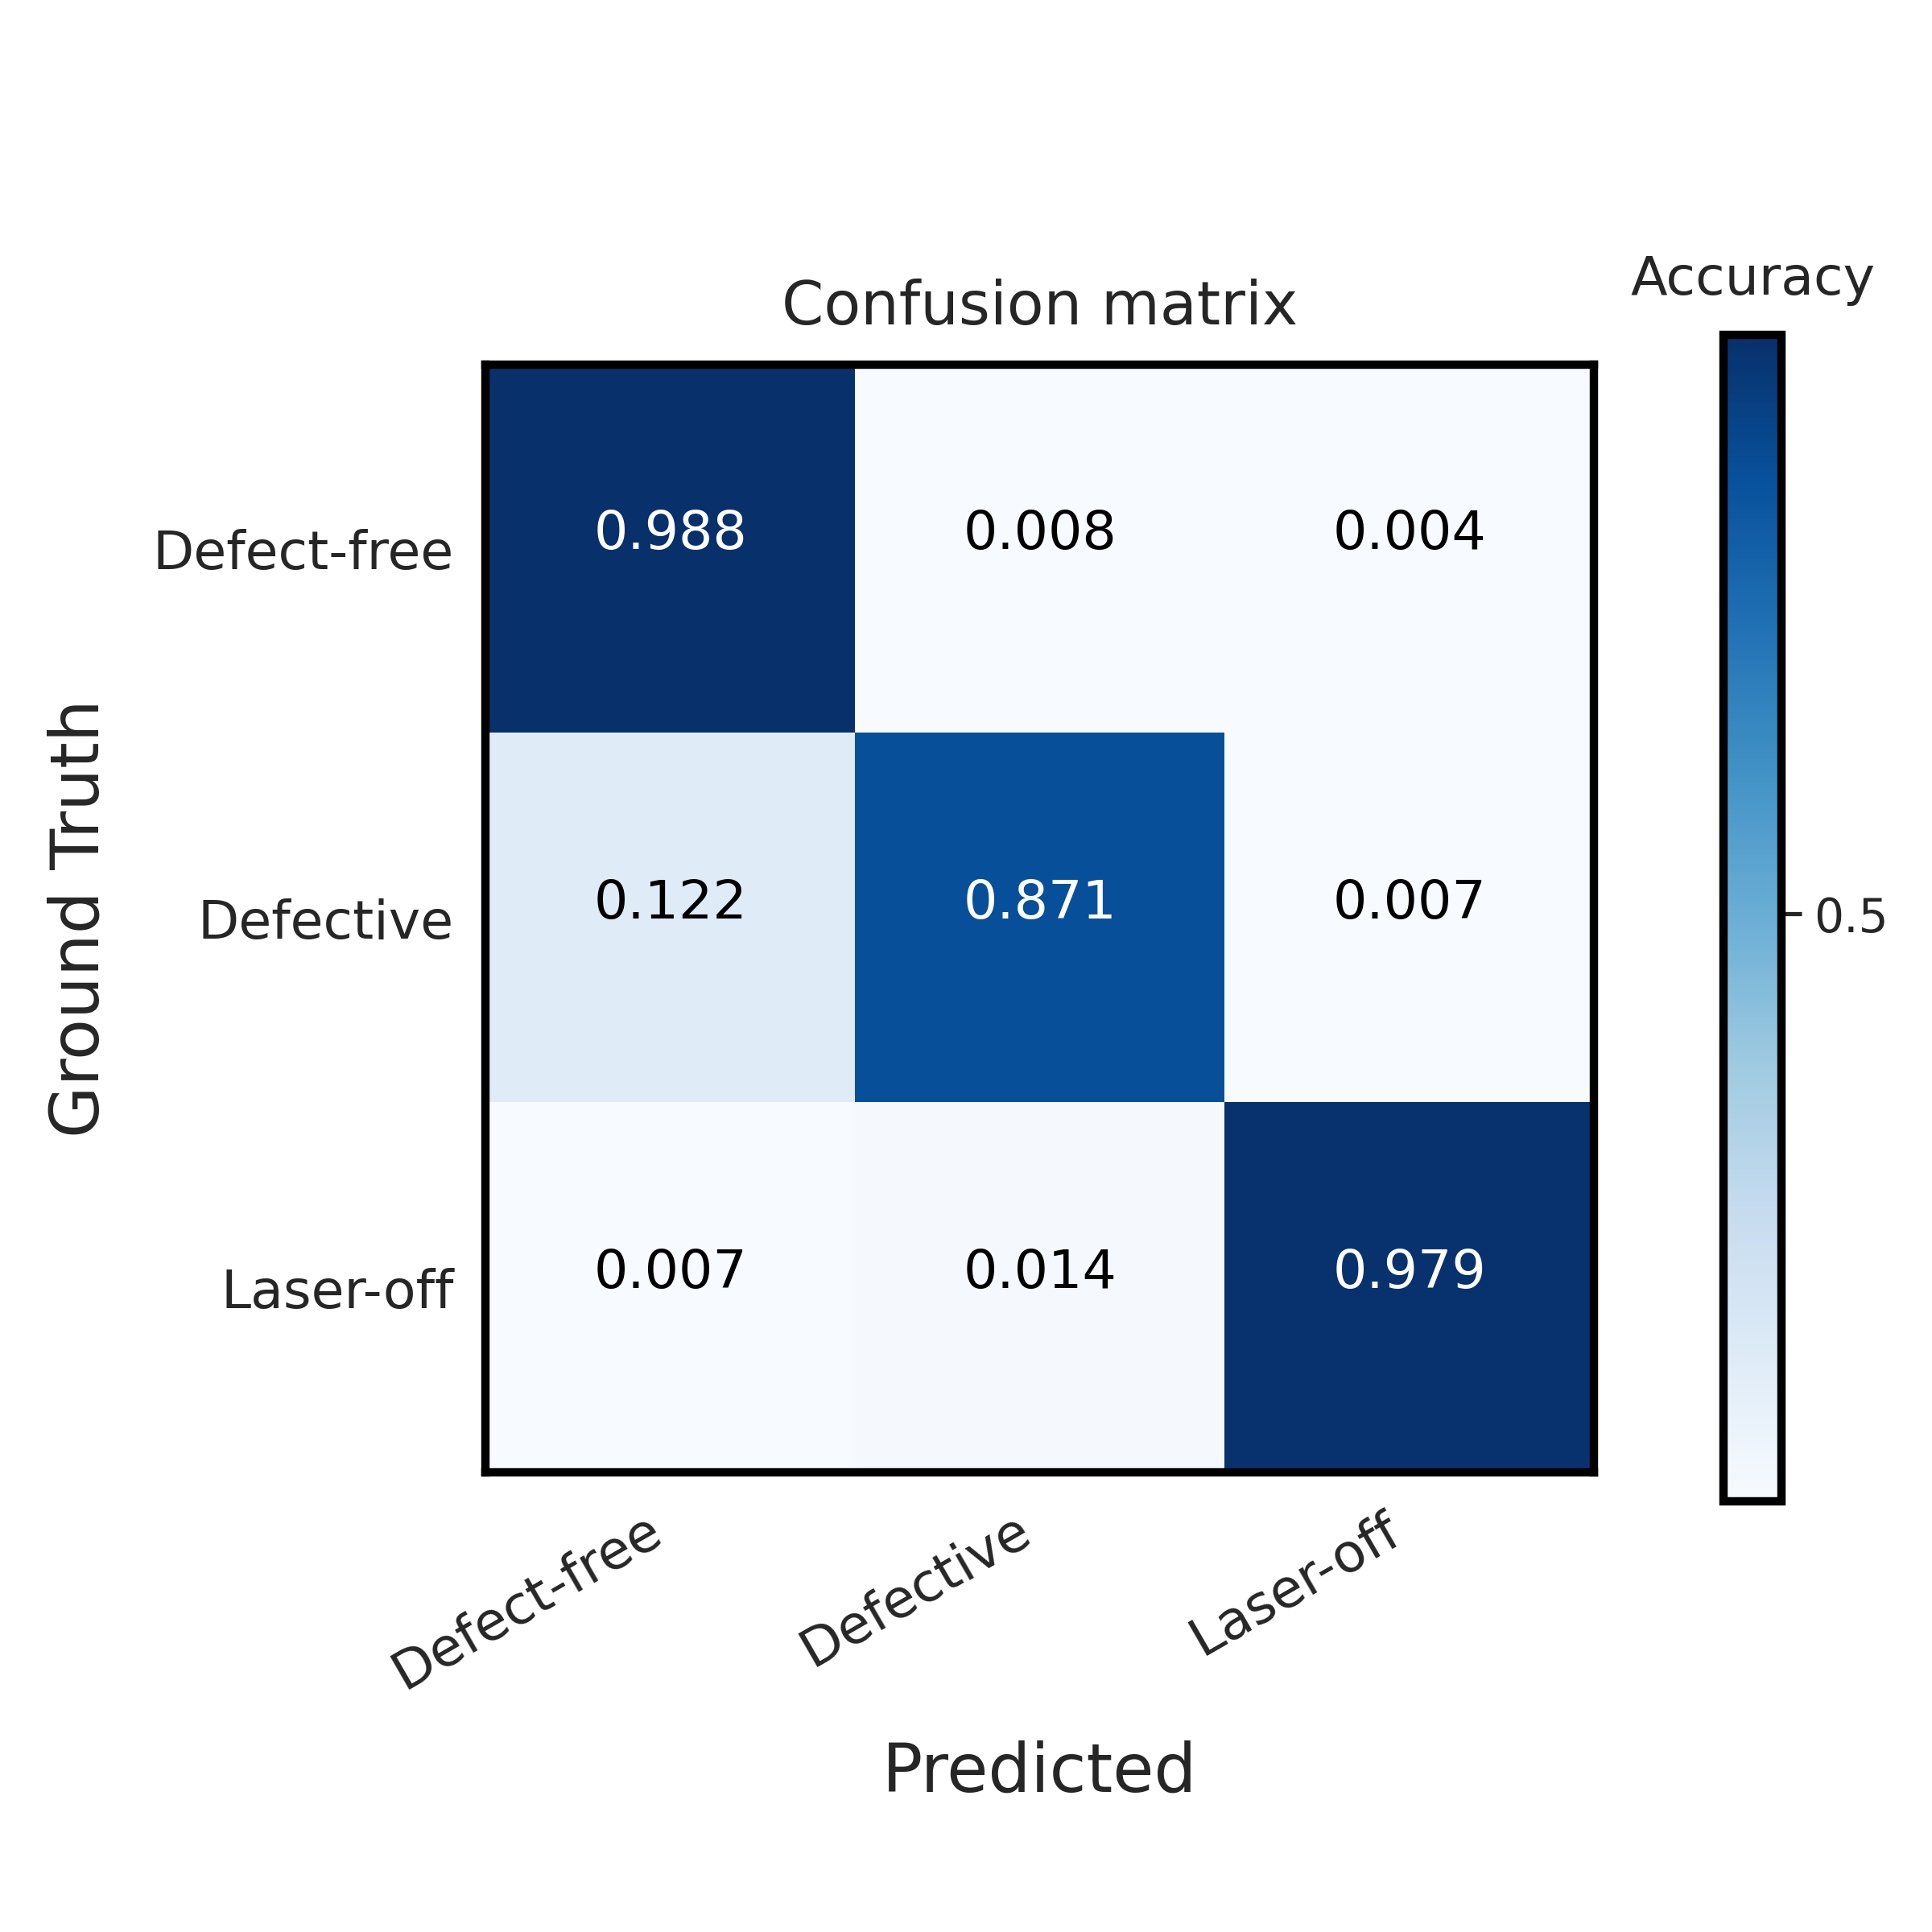 Accuracy
Confusion matrix
Defect-free
0.988
0.008
0.004
Ground Truth
Defective
0.122
0.871
0.007
0.5
Laser-off
0.007
0.014
0.979
Defect-free
Defective
Laser-off
Predicted